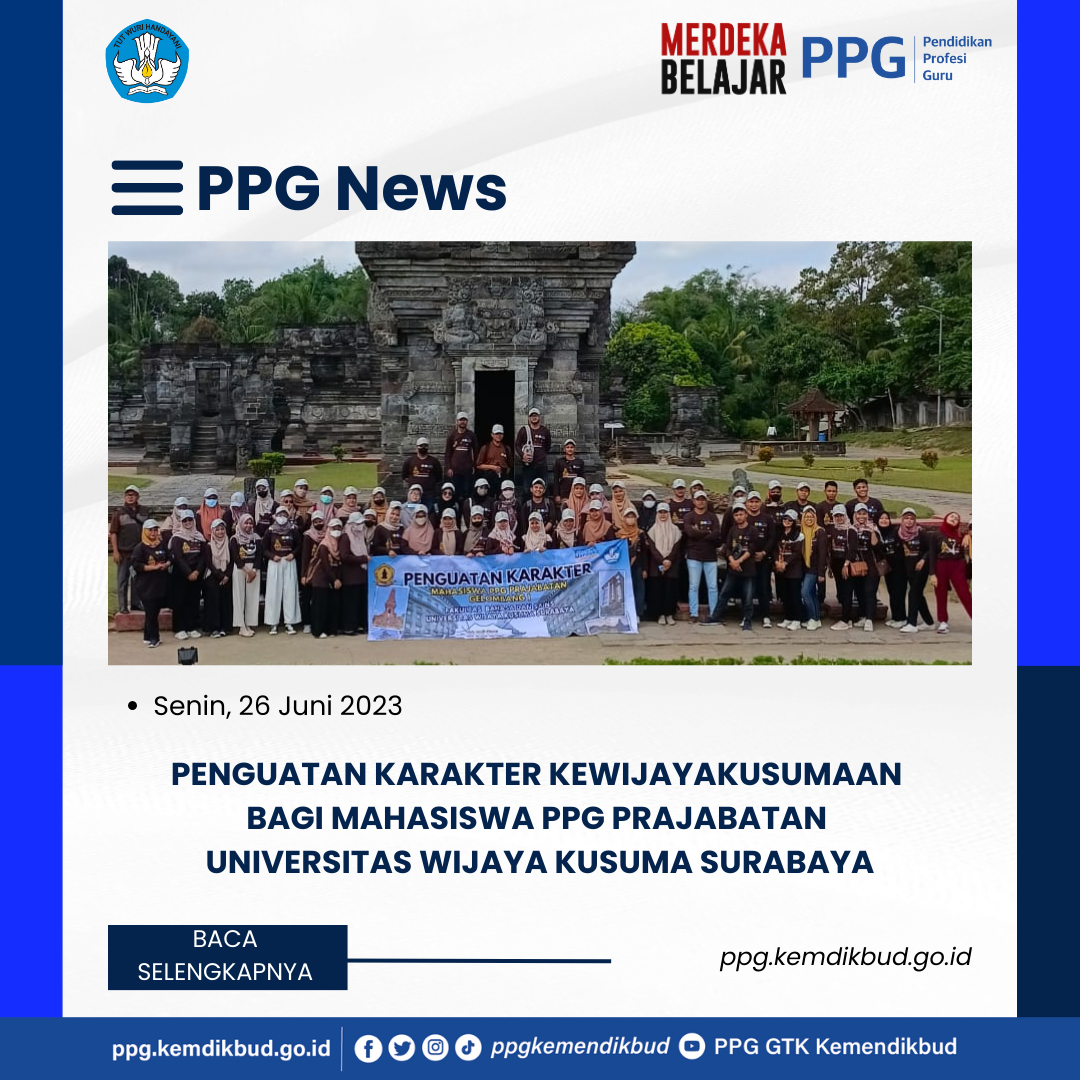 TUT WURI HANDAYANI
MERDEKA
BELAJAR
PPG
Pendidikan
Profesi
Guru
PPG News
PENGUATAN KARAKTER
MAHASISWA PPG PRAJABATAN
GELOMBANG I
FAKULTAS BAHASA DAN SAINS
UNIVERSITAS WIJAYA KUSUMA SURABAYA
Senin, 26 Juni 2023
PENGUATAN KARAKTER KEWIJAYAKUSUMAAN
BAGI MAHASISWA PPG PRAJABATAN
UNIVERSITAS WIJAYA KUSUMA SURABAYA
BACA
SELENGKAPNYA
ppg.kemdikbud.go.id
ppg.kemdikbud.go.id ppgkemendikbud PPG GTK Kemendikbud